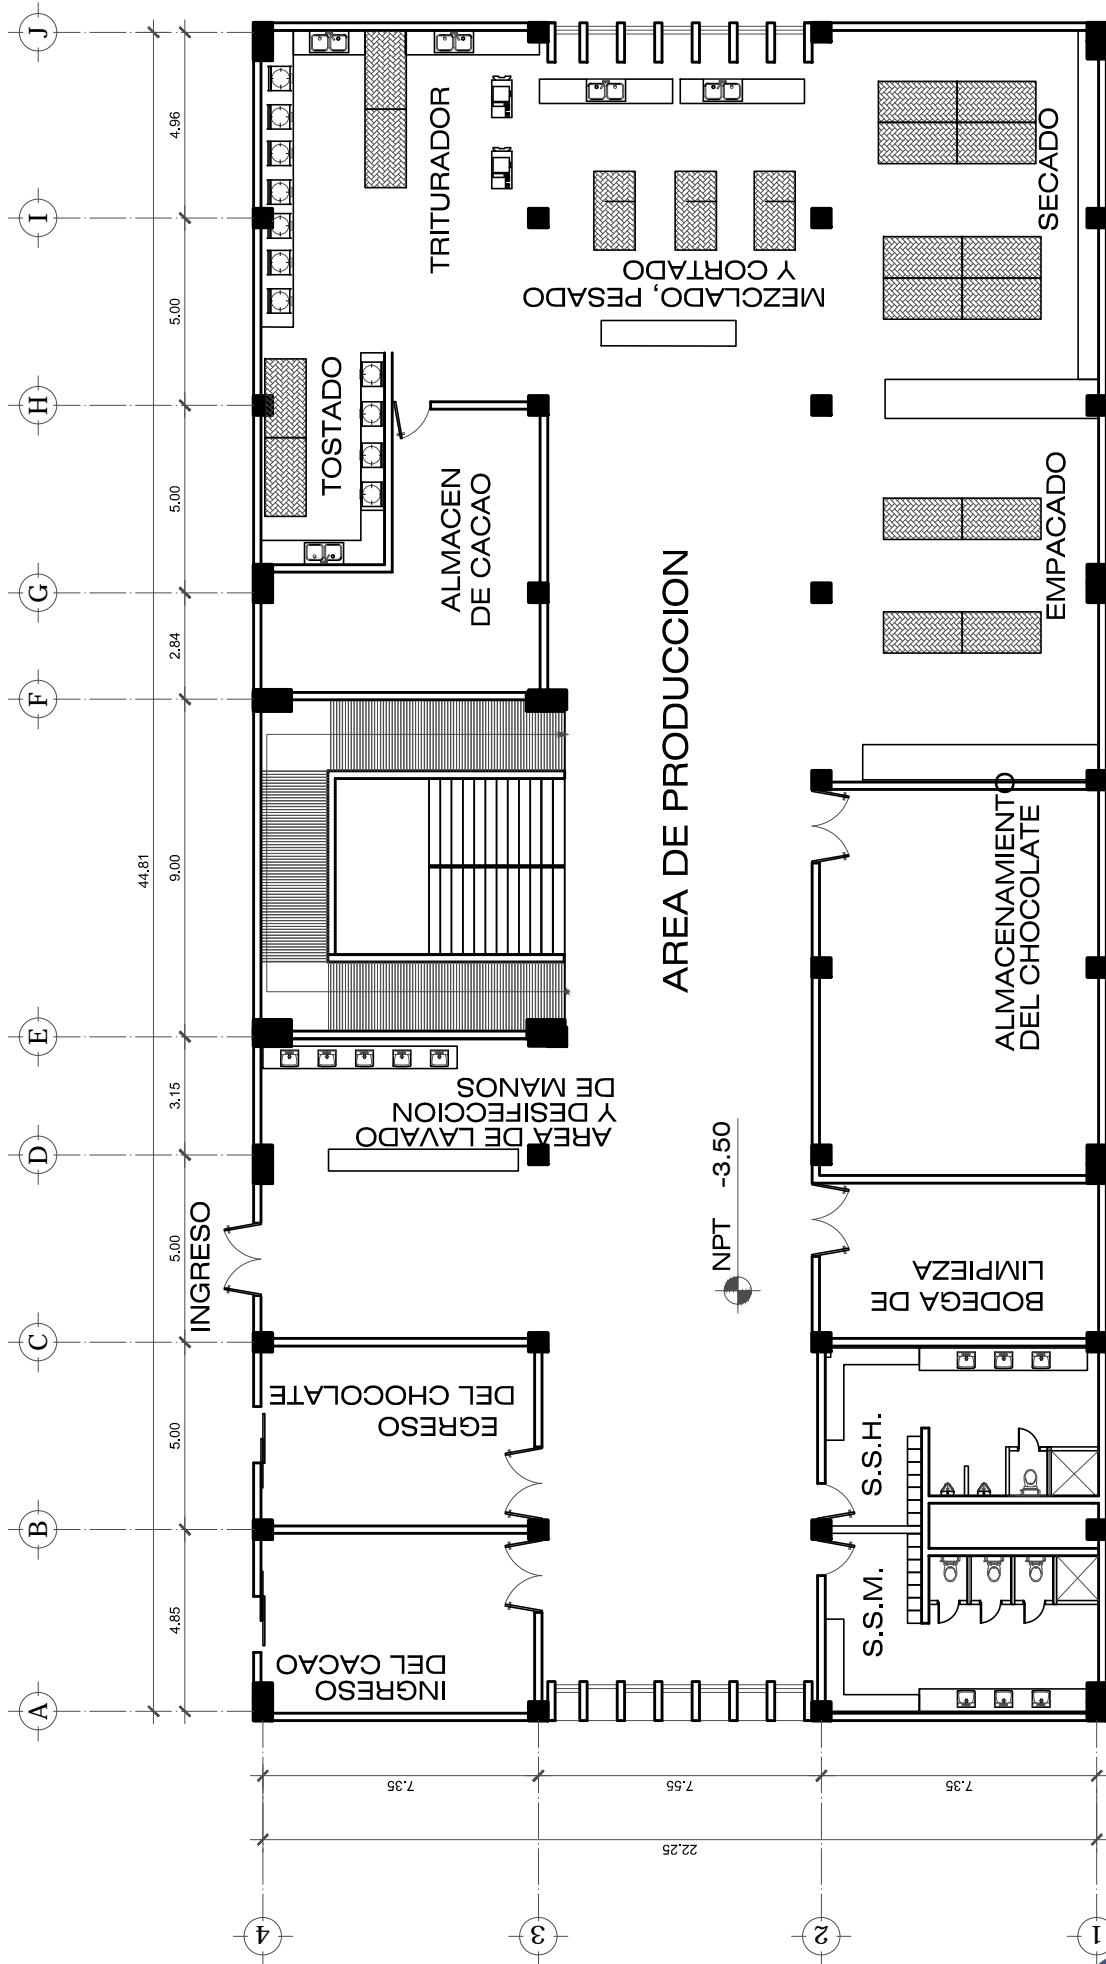 J
I
H
G
F
E
D
C
B
A
4.96
5.00
5.00
2.84
9.00
3.15
5.00
5.00
4.85
44.81
TRITURADOR
TOSTADO
ALMACEN
DE CACAO
MEZCLADO, PESADO
Y CORTADO
SECADO
EMPACADO
AREA DE PRODUCCION
ALMACENAMIENTO
DEL CHOCOLATE
AREA DE LAVADO
Y DESIFECCION
DE MANOS
INGRESO
NPT -3.50
BODEGA DE
LIMPIEZA
EGRESO
DEL CHOCOLATE
S.S.H.
S.S.M.
INGRESO
DEL CACAO
7.35
7.55
7.35
22.25
4
3
2
1